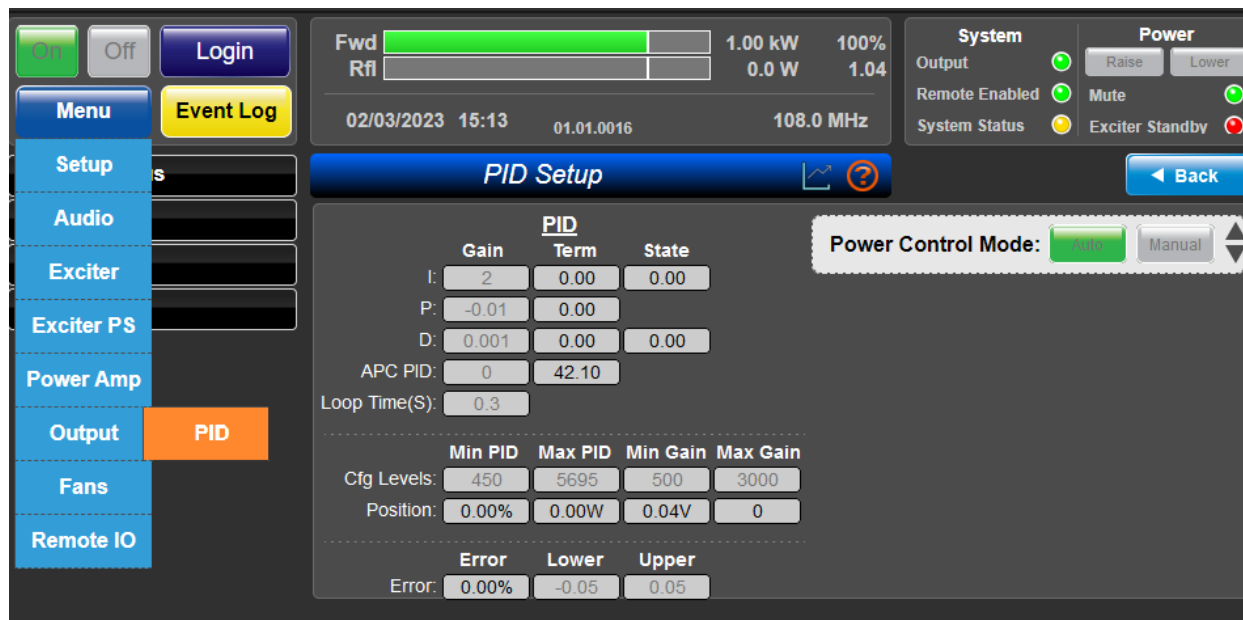 On Off Login
Menu Event Log
Setup
s
Audio
Exciter
Exciter PS
Power Amp
Output PID
Fans
Remote IO
Fwd 1.00 kW 100%
Rfl 0.0 W 1.04
02/03/2023 15:13 01.01.0016 108.0 MHz
System Power
Output Raise Lower
Remote Enabled Mute
System Status Exciter Standby
PID Setup ?
◄ Back
PID
Gain Term State
I: 2 0.00 0.00
P: -0.01 0.00
D: 0.001 0.00 0.00
APC PID: 0 42.10
Loop Time(S): 0.3
Min PID Max PID Min Gain Max Gain
Cfg Levels: 450 5695 500 3000
Position: 0.00% 0.00W 0.04V 0
Error Lower Upper
Error: 0.00% -0.05 0.05
Power Control Mode: Auto Manual